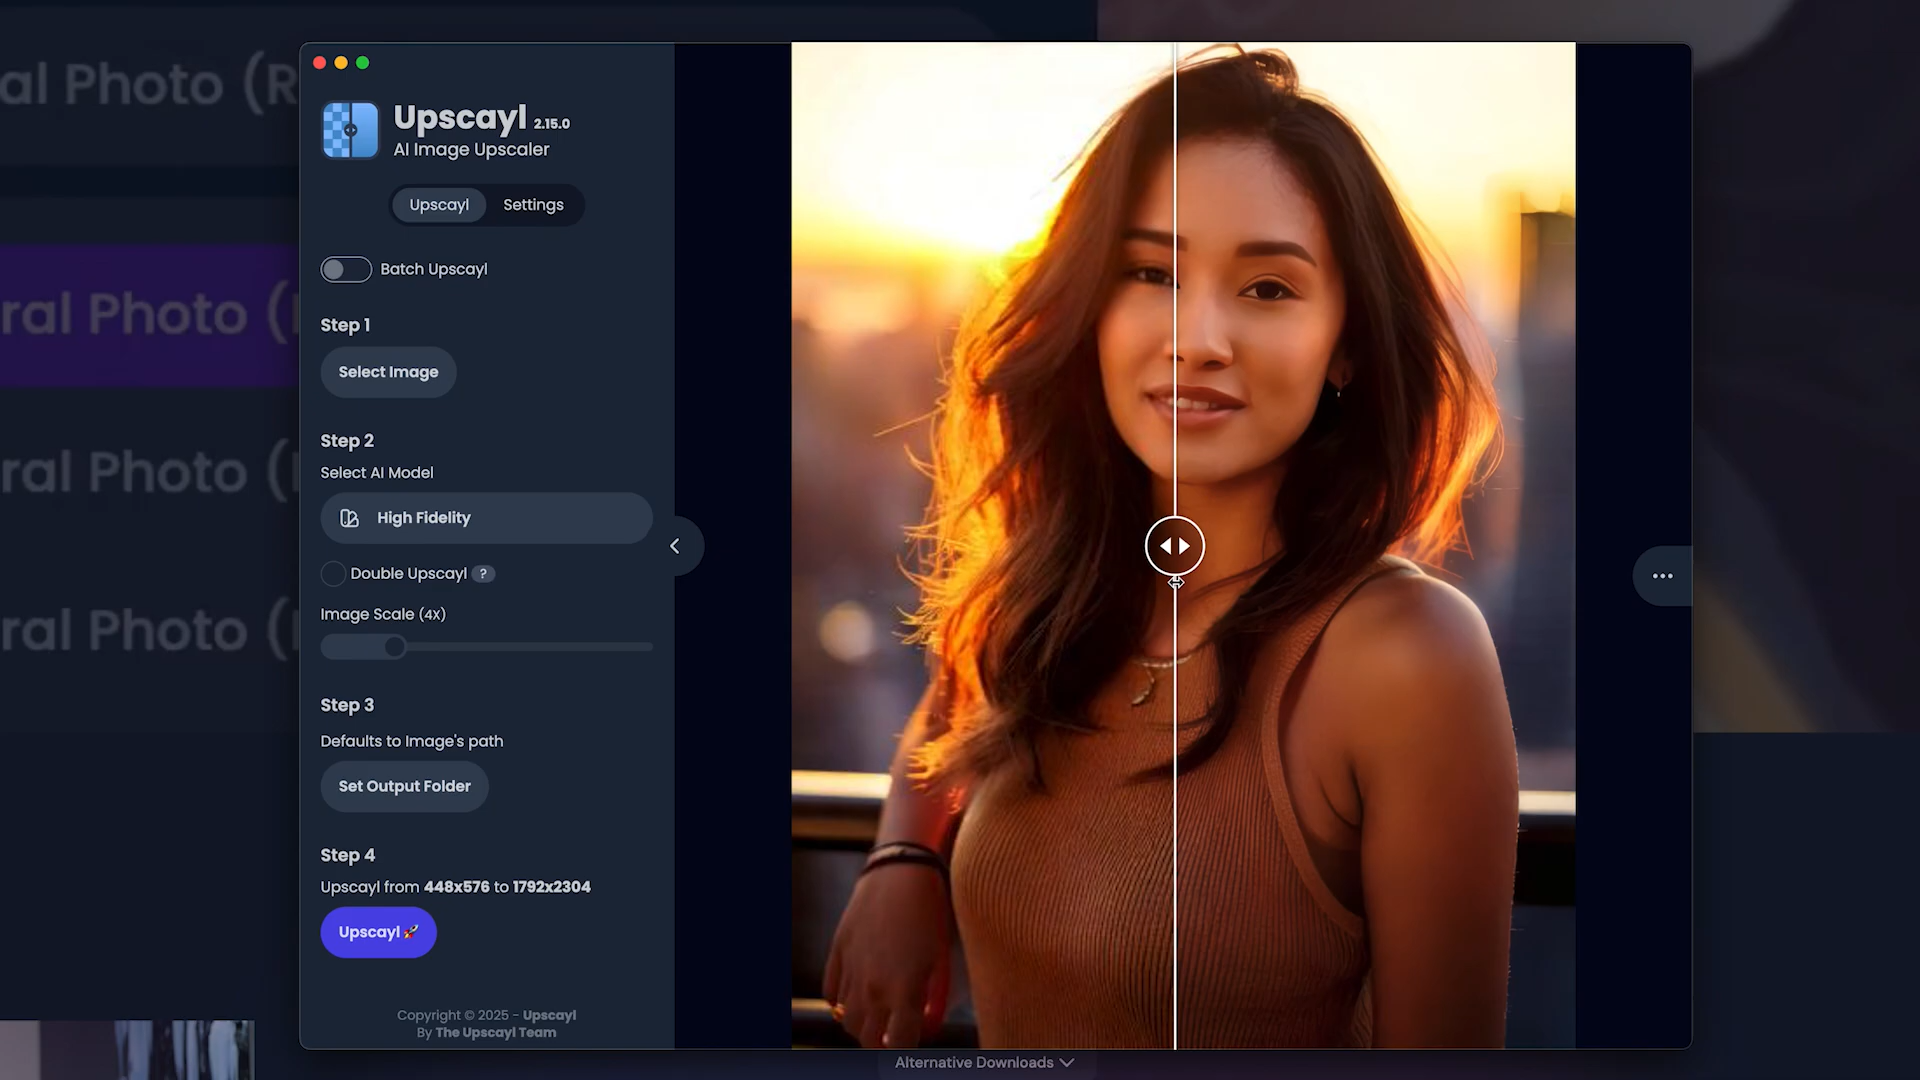 al Photo (R
ral Photo (
ral Photo (
ral Photo (
Upscayl 2.15.0
AI Image Upscaler
Upscayl Settings
Batch Upscayl
Step 1
Select Image
Step 2
Select AI Model
High Fidelity
Double Upscayl ?
Image Scale (4X)
Step 3
Defaults to Image's path
Set Output Folder
Step 4
Upscayl from 448x576 to 1792x2304
Upscayl 🚀
Copyright © 2025 - Upscayl
By The Upscayl Team
Alternative Downloads